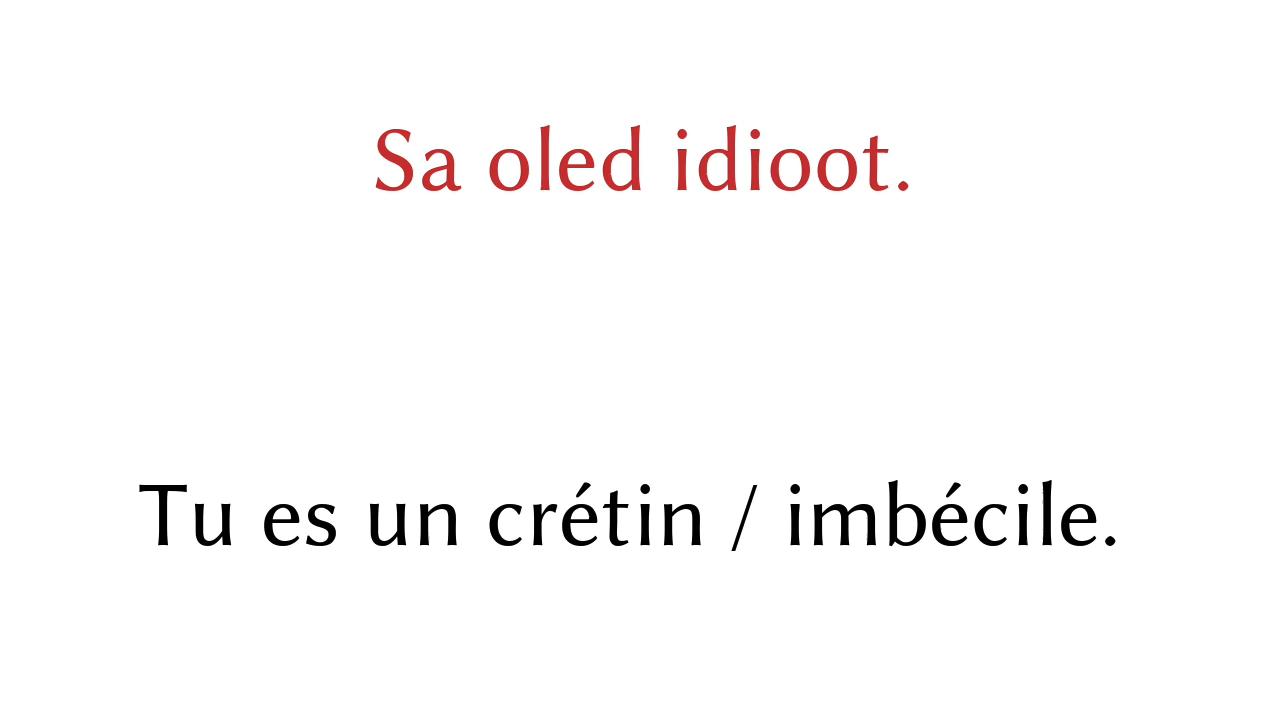 Sa oled idioot.
Tu es un crétin / imbécile.